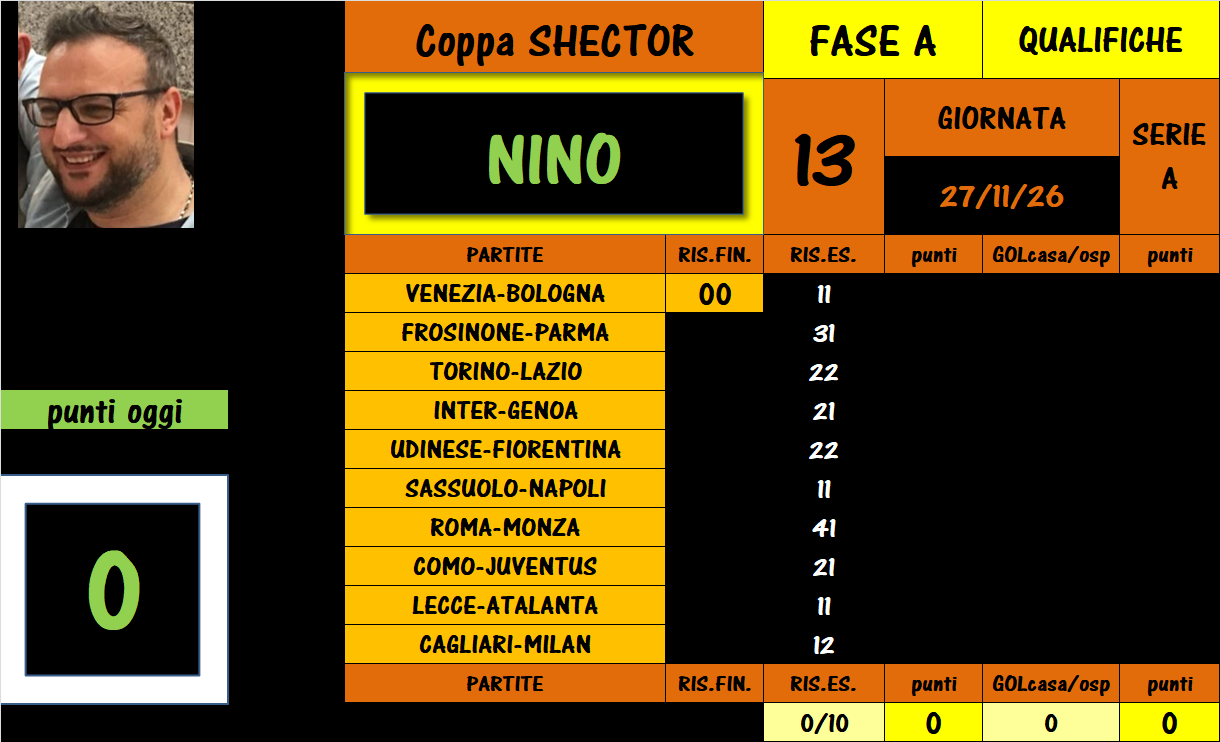 Coppa SHECTOR FASE A QUALIFICHE
NINO 13 GIORNATA SERIE A
27/11/26
PARTITE RIS.FIN. RIS.ES. punti GOLcasa/osp punti
VENEZIA-BOLOGNA 00 11
FROSINONE-PARMA 31
TORINO-LAZIO 22
punti oggi INTER-GENOA 21
UDINESE-FIORENTINA 22
SASSUOLO-NAPOLI 11
ROMA-MONZA 41
0 COMO-JUVENTUS 21
LECCE-ATALANTA 11
CAGLIARI-MILAN 12
PARTITE RIS.FIN. RIS.ES. punti GOLcasa/osp punti
0/10 0 0 0